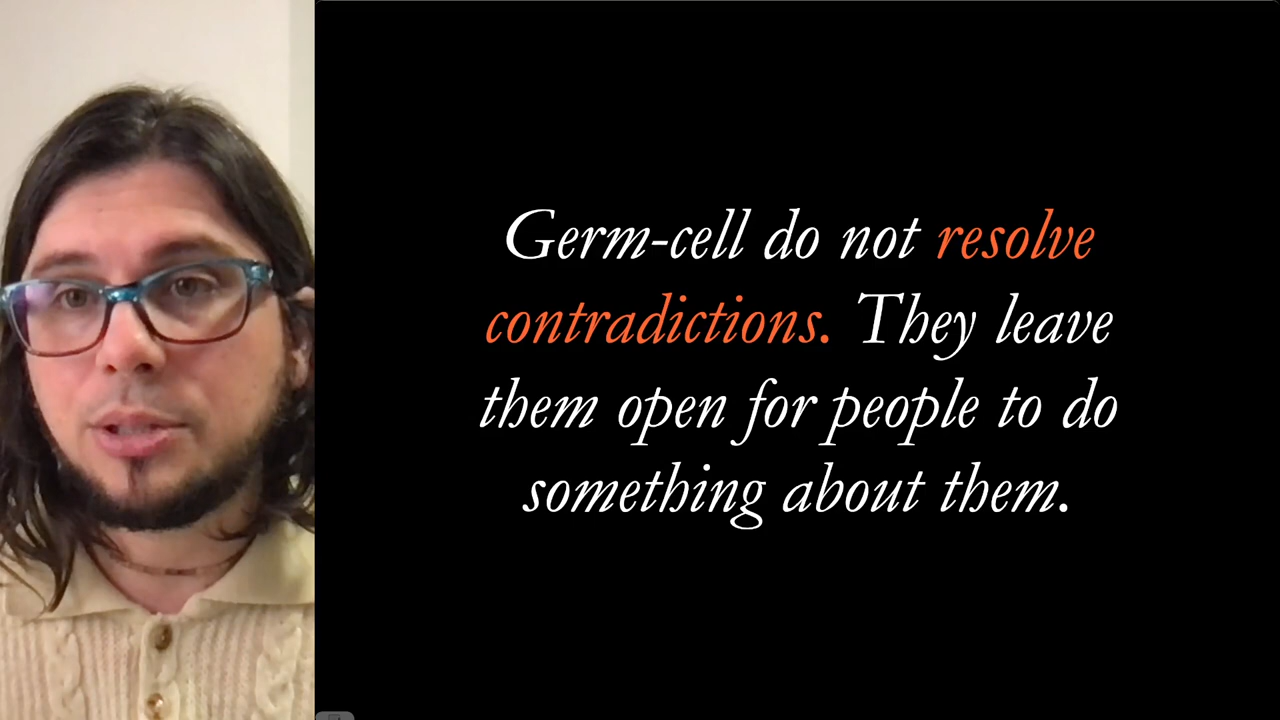 Germ-cell do not resolve
contradictions. They leave
them open for people to do
something about them.